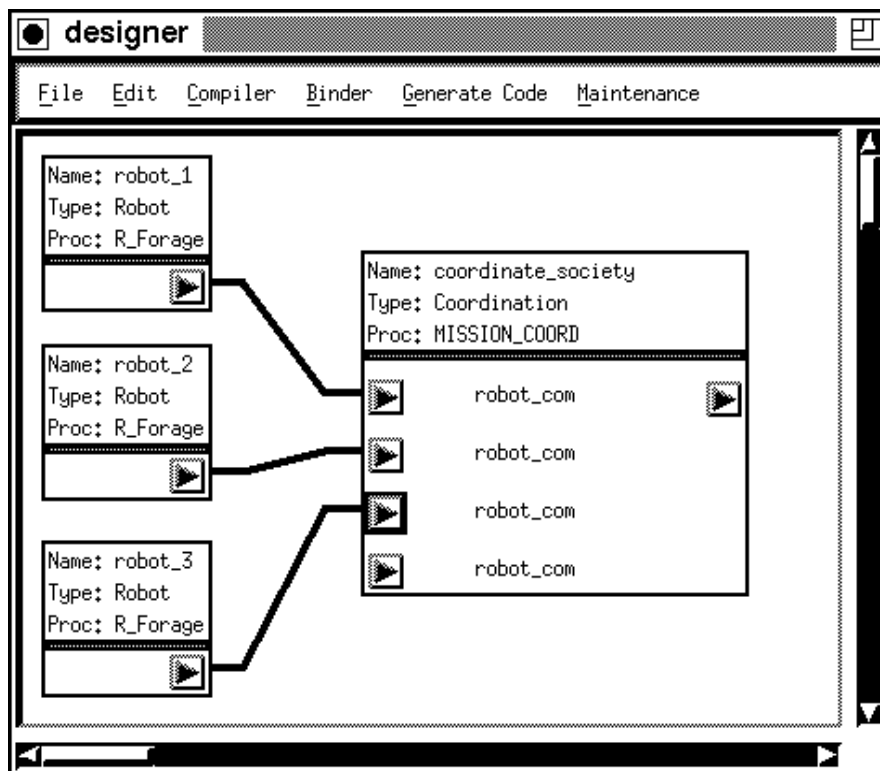 designer
File Edit Compiler Binder Generate Code Maintenance
Name: robot_1
Type: Robot
Proc: R_Forage
Name: robot_2
Type: Robot
Proc: R_Forage
Name: robot_3
Type: Robot
Proc: R_Forage
Name: coordinate_society
Type: Coordination
Proc: MISSION_COORD
robot_com
robot_com
robot_com
robot_com